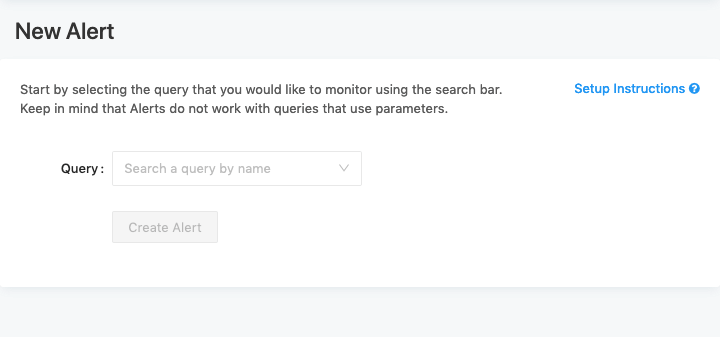 New Alert
Start by selecting the query that you would like to monitor using the search bar.
Keep in mind that Alerts do not work with queries that use parameters.
Setup Instructions
Query:
Search a query by name
Create Alert